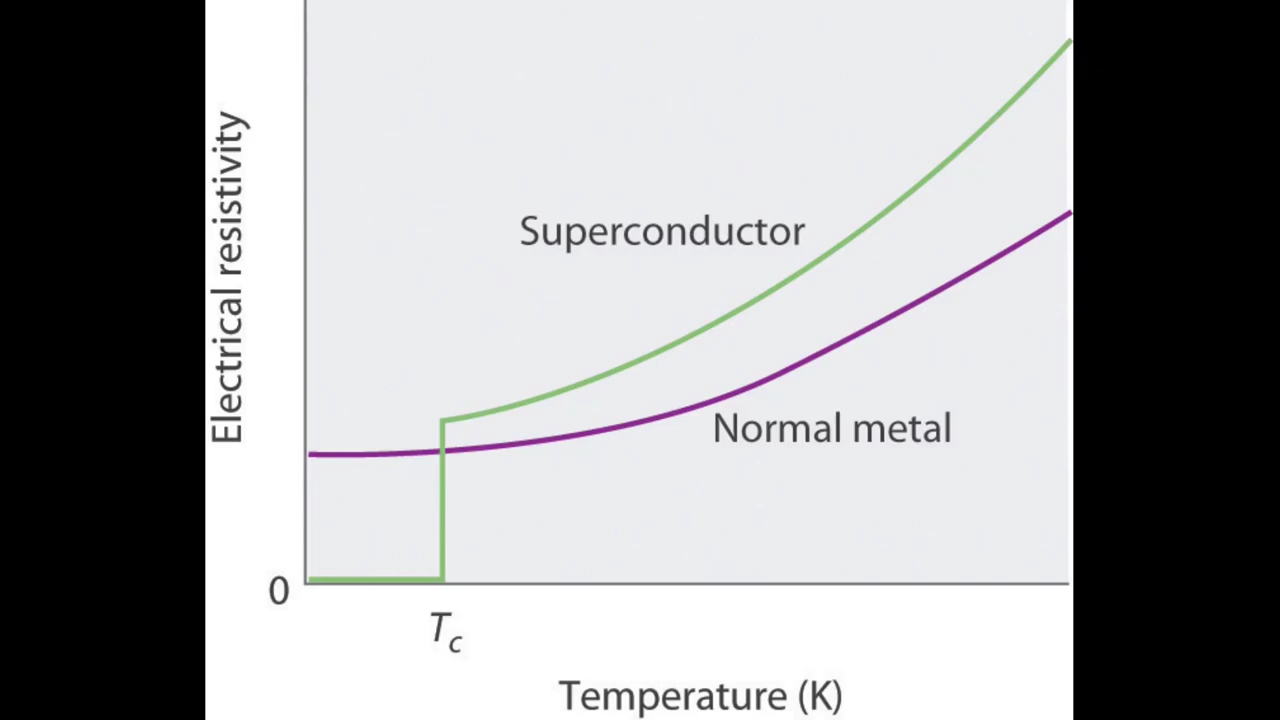 Electrical resistivity
Superconductor
Normal metal
0
Tc
Temperature (K)